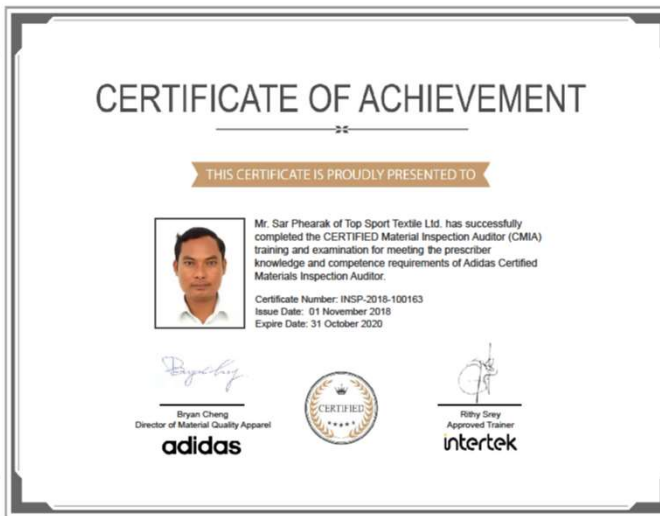 CERTIFICATE OF ACHIEVEMENT
THIS CERTIFICATE IS PROUDLY PRESENTED TO
Mr. Sar Phearak of Top Sport Textile Ltd. has successfully
completed the CERTIFIED Material Inspection Auditor (CMIA)
training and examination for meeting the prescriber
knowledge and competence requirements of Adidas Certified
Materials Inspection Auditor.
Certificate Number: INSP-2018-100163
Issue Date: 01 November 2018
Expire Date: 31 October 2020
CERTIFIED
Bryan Cheng
Director of Material Quality Apparel
adidas
Rithy Srey
Approved Trainer
intertek